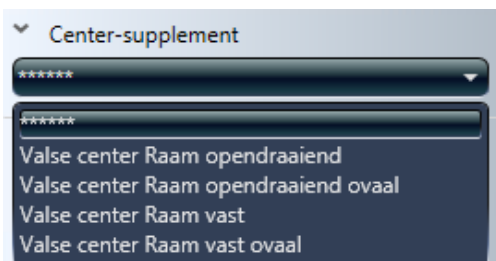 Center-supplement
******
******
Valse center Raam opendraaiend
Valse center Raam opendraaiend ovaal
Valse center Raam vast
Valse center Raam vast ovaal